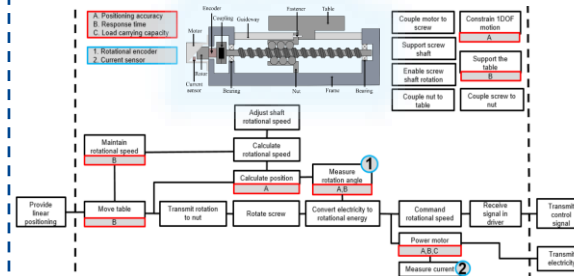 A. Positioning accuracy
B. Response time
C. Load carrying capacity
1. Rotational encoder
2. Current sensor
Encoder
Coupling
Guideway
Fastener
Table
Motor
Rotor
Current
sensor
Bearing
Nut
Frame
Bearing
Couple motor to
screw
Constrain 1DOF
motion
A
Support screw
shaft
Support the
table
B
Enable screw
shaft rotation
Couple nut to
table
Couple screw to
nut
Adjust shaft
rotational speed
Maintain
rotational speed
B
Calculate
rotational speed
Calculate position
A
Measure
rotation angle
A,B
1
Provide
linear
positioning
Move table
B
Transmit rotation
to nut
Rotate screw
Convert electricity to
rotational energy
Command
rotational speed
Receive
signal in
driver
Transmit
control
signal
Power motor
A,B,C
Transmit
electricity
Measure current
2